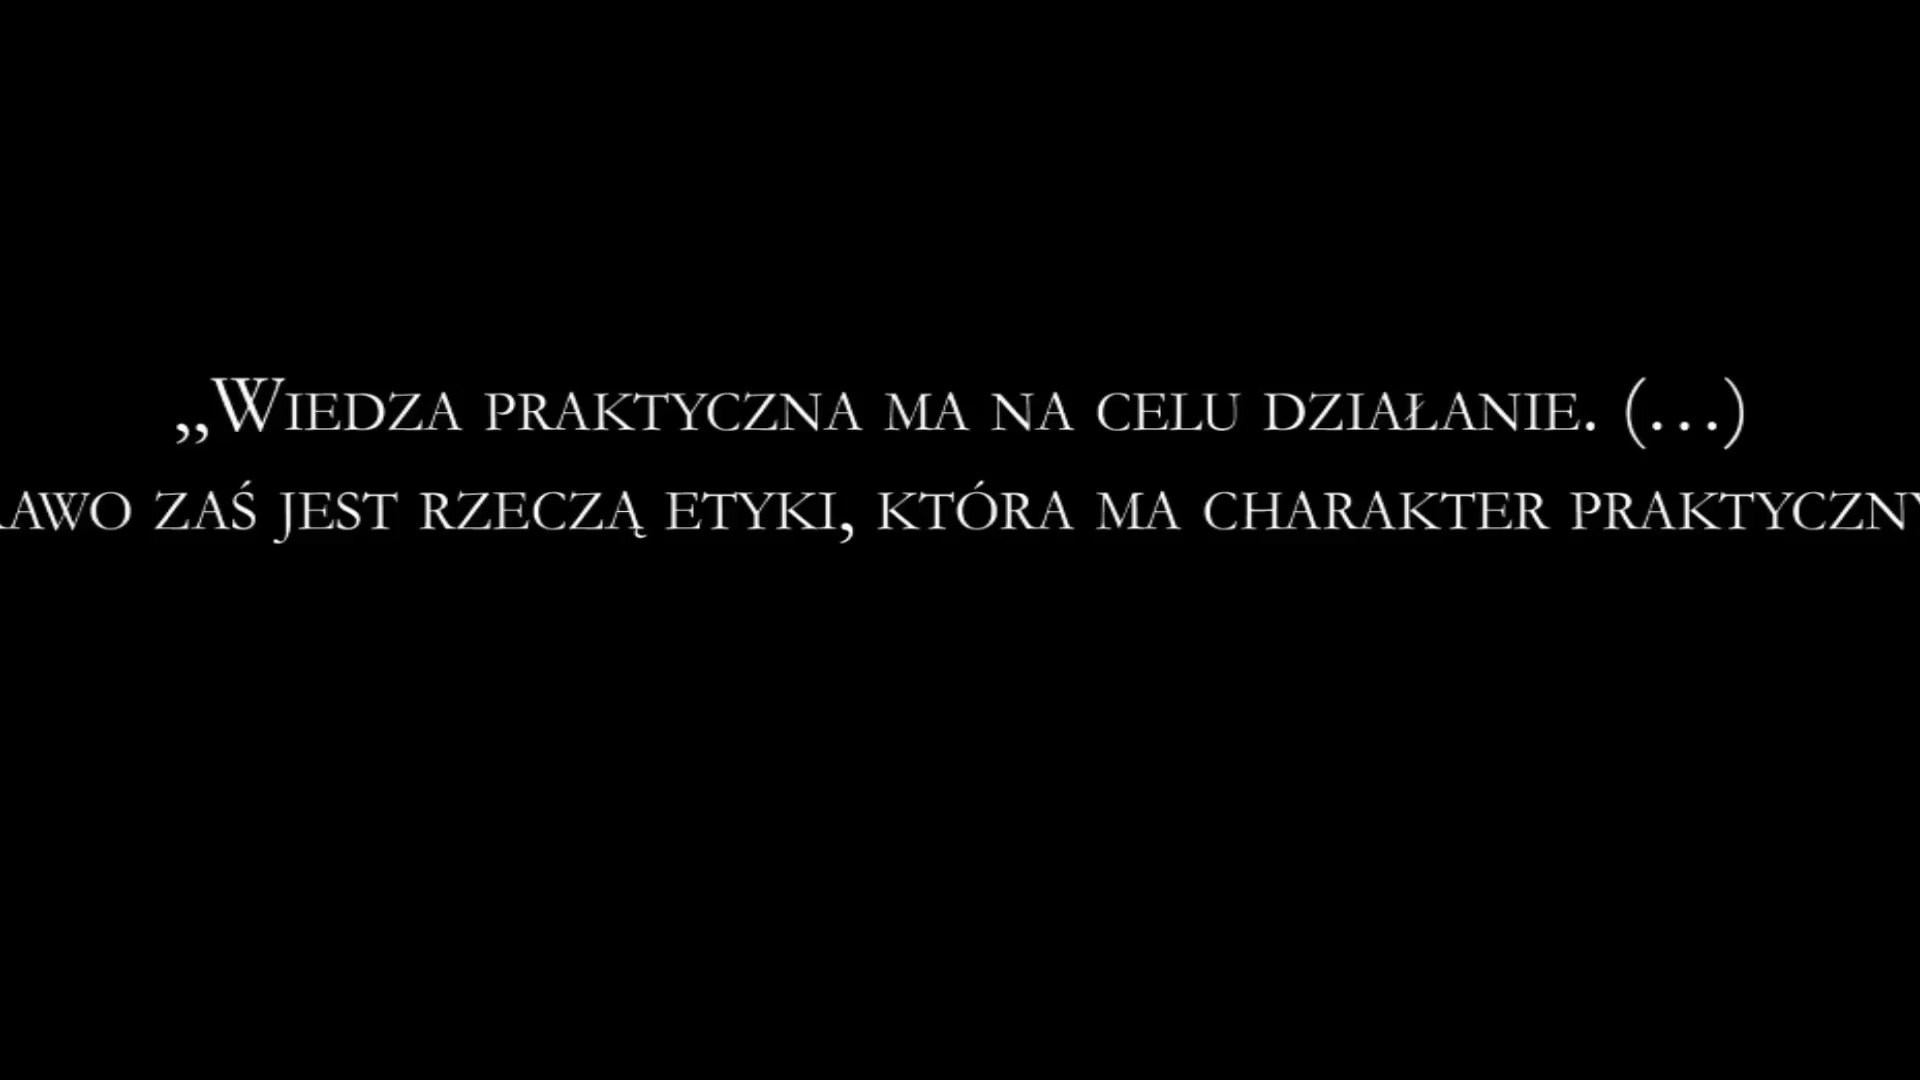 „Wiedza praktyczna ma na celu działanie. (…)
zaś jest rzeczą etyki, która ma charakter